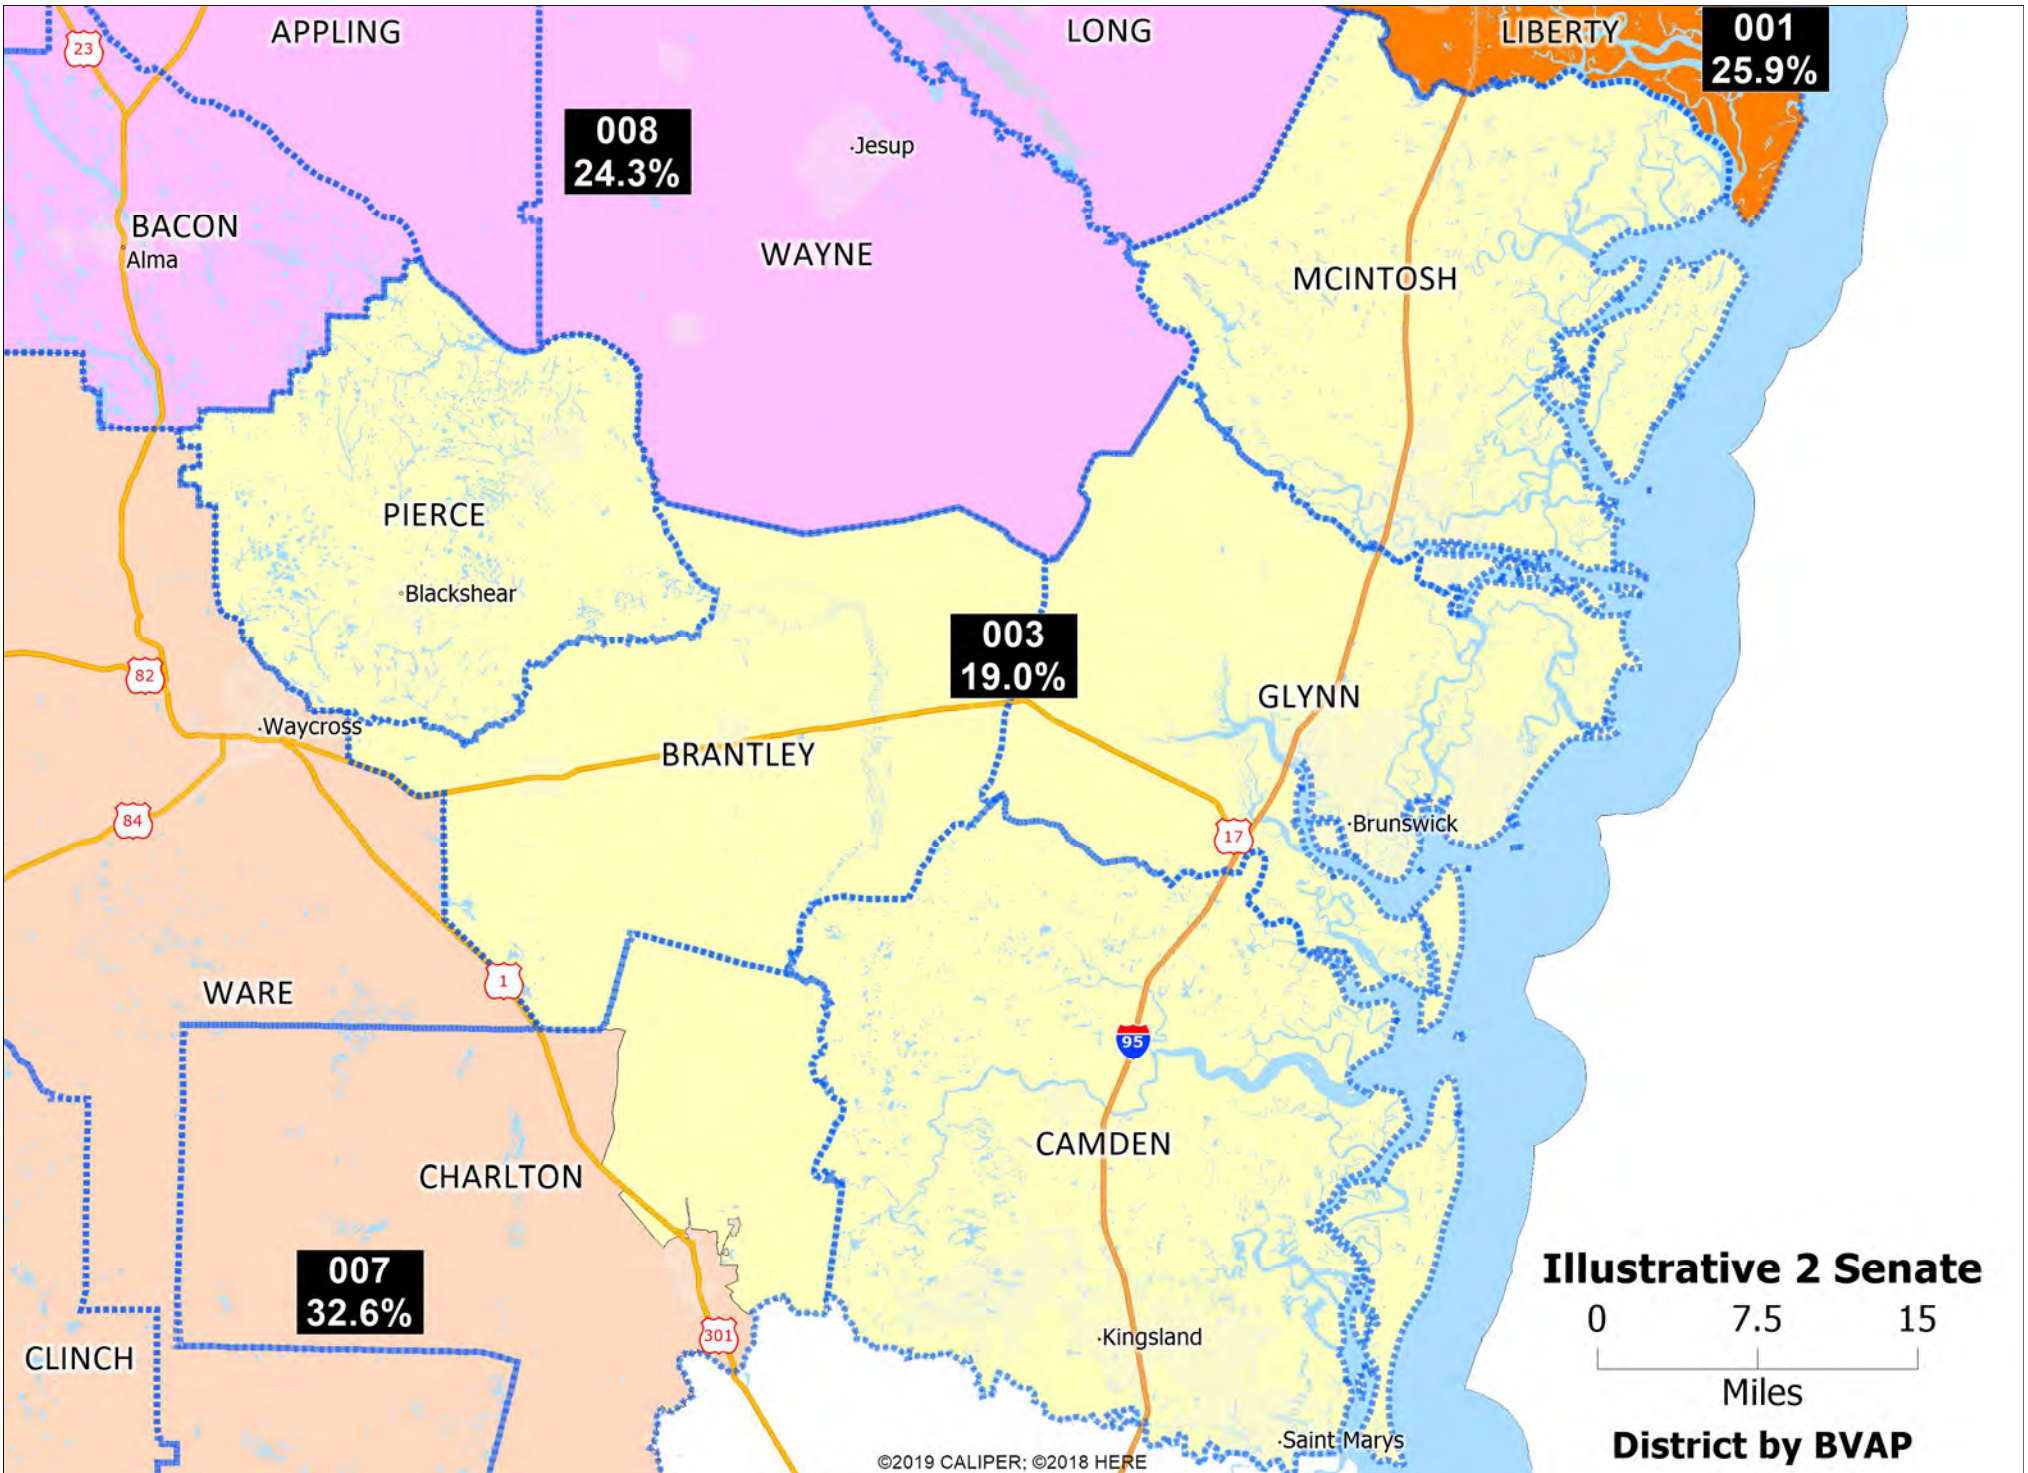 APPLING
LONG
LIBERTY
001
25.9%
23
008
24.3%
Jesup
BACON
Alma
WAYNE
MCINTOSH
PIERCE
Blackshear
003
19.0%
82
GLYNN
Waycross
BRANTLEY
84
17
Brunswick
WARE
1
95
CAMDEN
CHARLTON
007
32.6%
301
CLINCH
Kingsland
Saint Marys
Illustrative 2 Senate
0 7.5 15
Miles
District by BVAP
©2019 CALIPER; ©2018 HERE